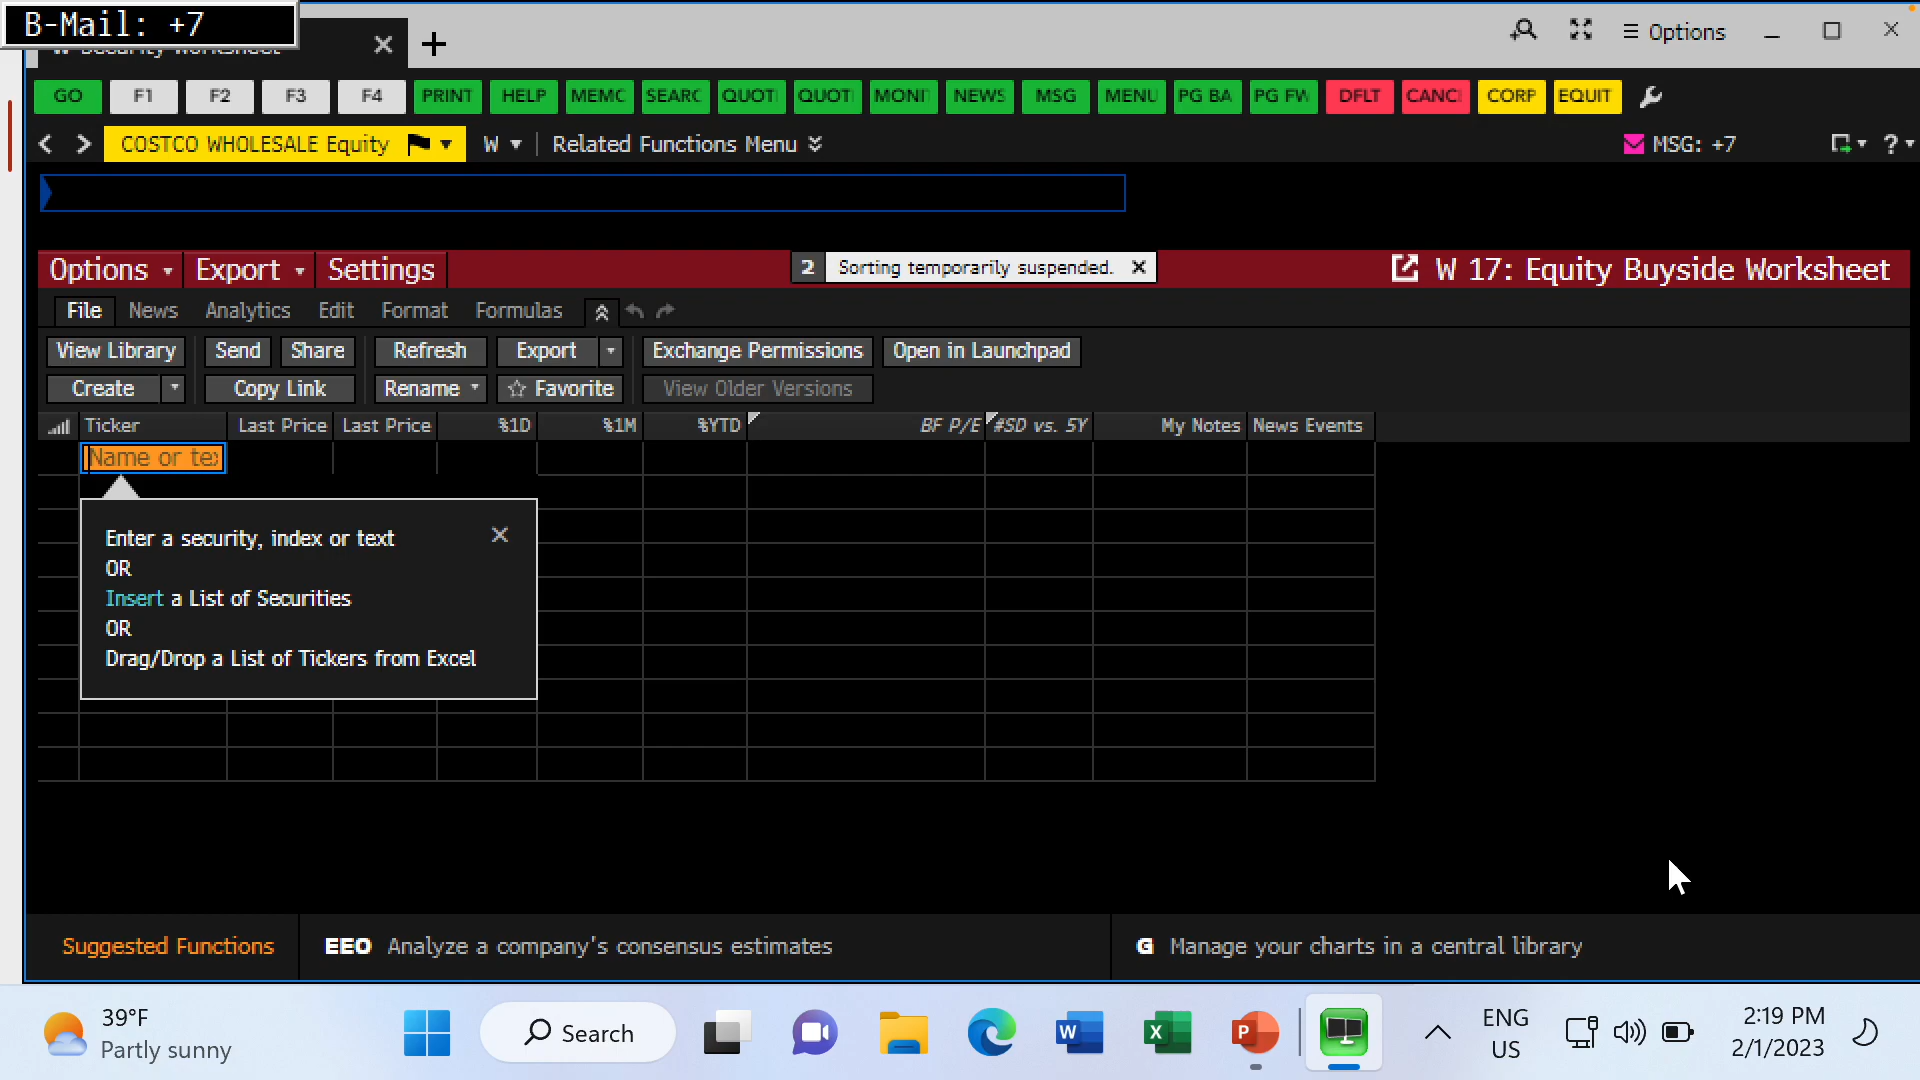 B-Mail: +7
Options
GO F1 F2 F3 F4 PRINT HELP MEMO SEARC QUOT QUOT MONI NEWS MSG MENU PG BA PG FW DFLT CANC CORP EQUIT
COSTCO WHOLESALE Equity W Related Functions Menu MSG: +7 ?
Options Export Settings 2 Sorting temporarily suspended. W 17: Equity Buyside Worksheet
File News Analytics Edit Format Formulas
View Library Send Share Refresh Export Exchange Permissions Open in Launchpad
Create Copy Link Rename Favorite View Older Versions
Ticker Last Price Last Price %1D %1M %YTD BF P/E #SD vs. 5Y My Notes News Events
Name or tex
Enter a security, index or text
OR
Insert a List of Securities
OR
Drag/Drop a List of Tickers from Excel
Suggested Functions EEO Analyze a company's consensus estimates G Manage your charts in a central library
39°F
Partly sunny
Search
ENG
US
2:19 PM
2/1/2023